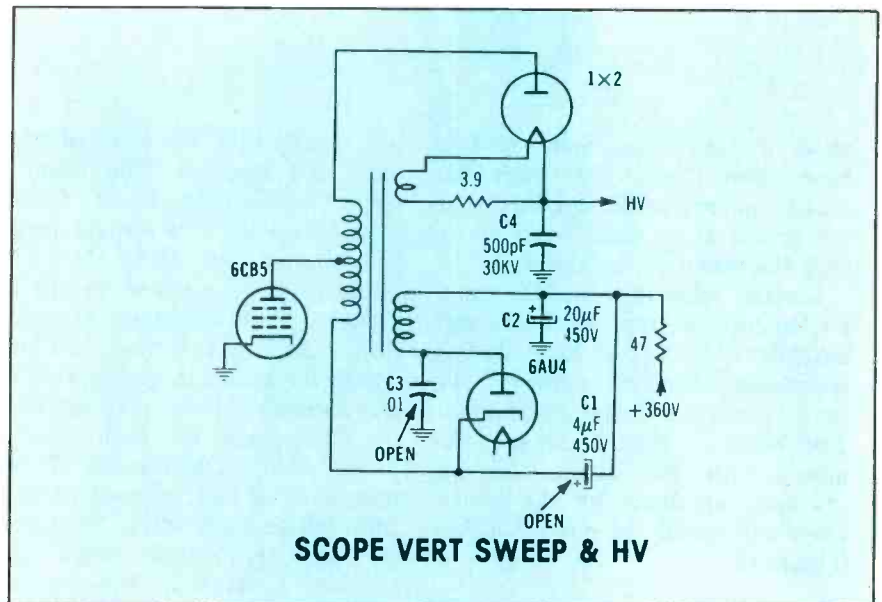 1×2
3.9
HV
C4
500pF
30KV
6CB5
C2
+
20μF
450V
47
6AU4
C3
.01
OPEN
C1
4μF
450V
+360V
+
OPEN
SCOPE VERT SWEEP & HV